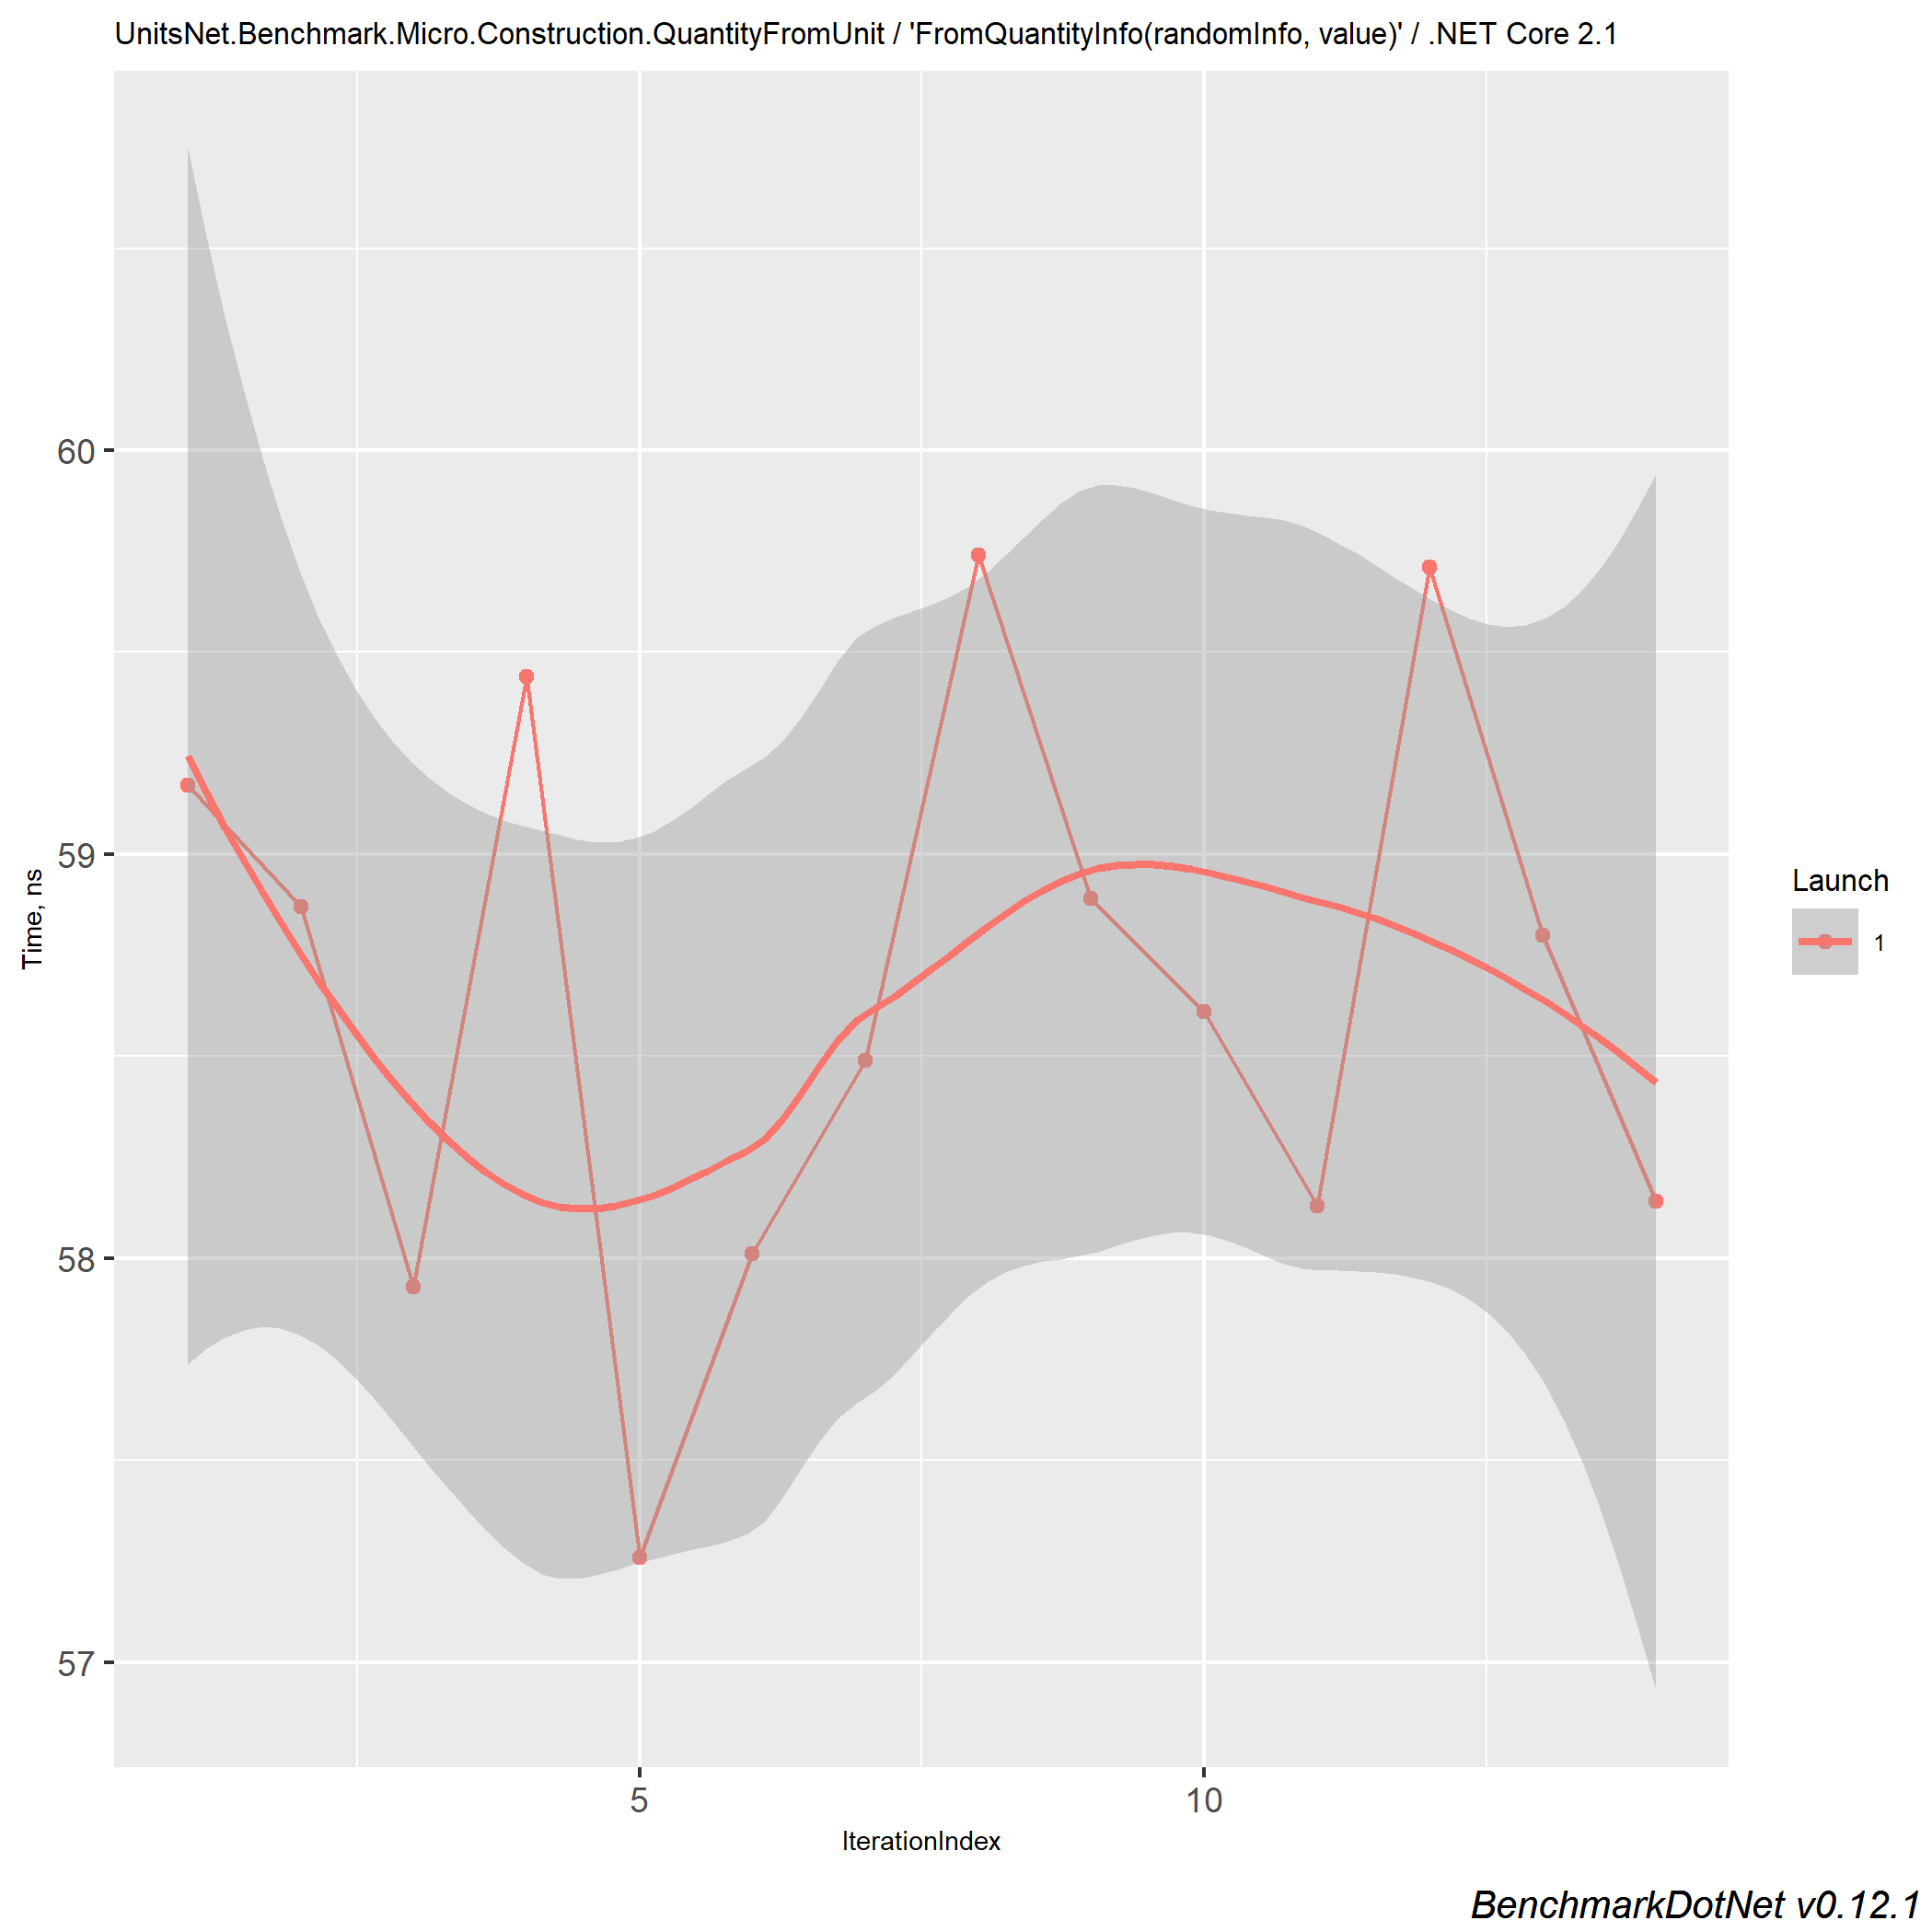 UnitsNet.Benchmark.Micro.Construction.QuantityFromUnit / 'FromQuantityInfo(randomInfo, value)' / .NET Core 2.1
60
59
58
57
Time, ns
5
10
IterationIndex
Launch
1
BenchmarkDotNet v0.12.1